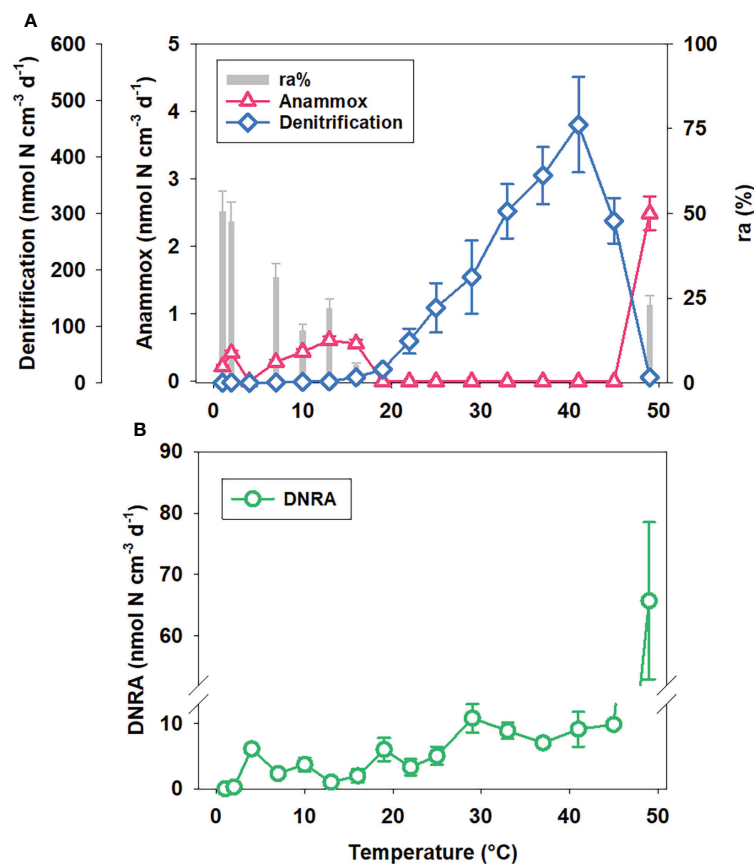 A
600
500
400
300
200
100
0
Denitrification (nmol N cm⁻³ d⁻¹)
5
4
3
2
1
0
Anammox (nmol N cm⁻³ d⁻¹)
ra%
Anammox
Denitrification
100
75
50
25
0
ra (%)
0 10 20 30 40 50
B
90
80
70
60
10
0
DNRA (nmol N cm⁻³ d⁻¹)
DNRA
0 10 20 30 40 50
Temperature (°C)